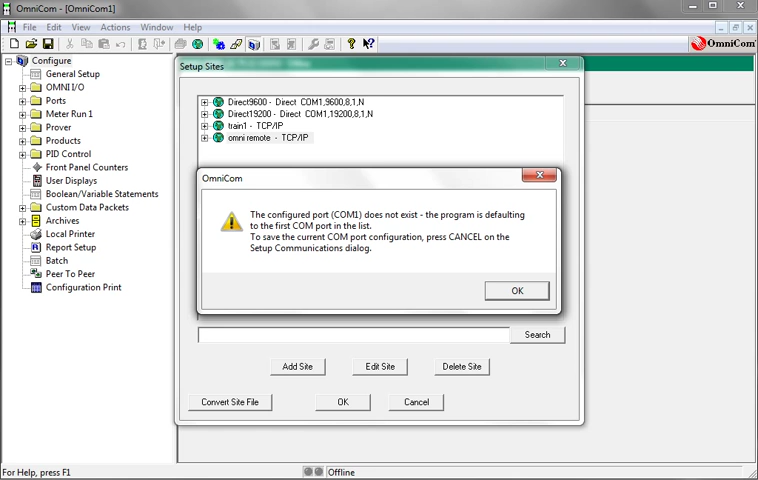 OmniCom - [OmniCom1]
File Edit View Actions Window Help
OmniCom
Configure
General Setup
OMNI I/O
Ports
Meter Run 1
Prover
Products
PID Control
Front Panel Counters
User Displays
Boolean/Variable Statements
Custom Data Packets
Archives
Local Printer
Report Setup
Batch
Peer To Peer
Configuration Print
Setup Sites
Direct9600 - Direct COM1,9600,8,1,N
Direct19200 - Direct COM1,19200,8,1,N
train1 - TCP/IP
omni remote - TCP/IP
OmniCom
The configured port (COM1) does not exist - the program is defaulting
to the first COM port in the list.
To save the current COM port configuration, press CANCEL on the
Setup Communications dialog.
OK
Search
Add Site Edit Site Delete Site
Convert Site File OK Cancel
For Help, press F1
Offline